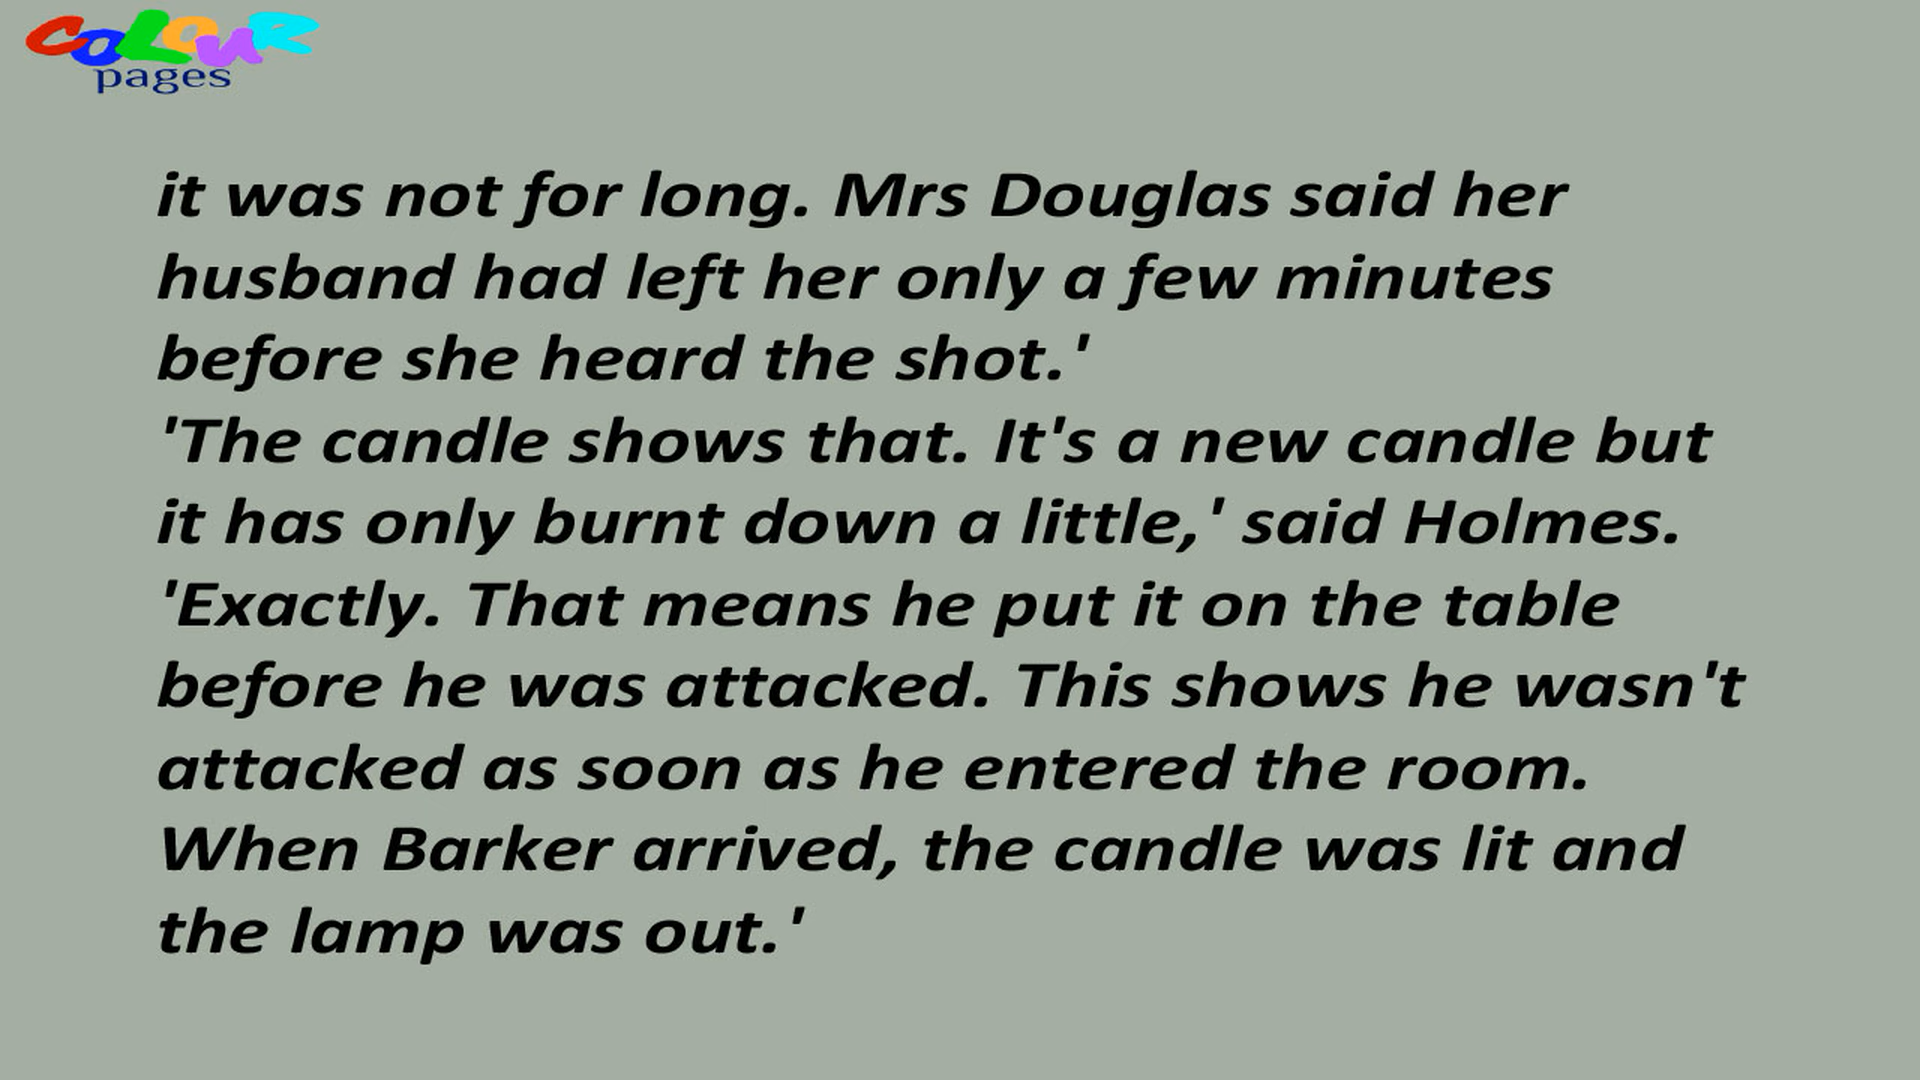 CoLouR
pages
it was not for long. Mrs Douglas said her
husband had left her only a few minutes
before she heard the shot.'
'The candle shows that. It's a new candle but
it has only burnt down a little,' said Holmes.
'Exactly. That means he put it on the table
before he was attacked. This shows he wasn't
attacked as soon as he entered the room.
When Barker arrived, the candle was lit and
the lamp was out.'